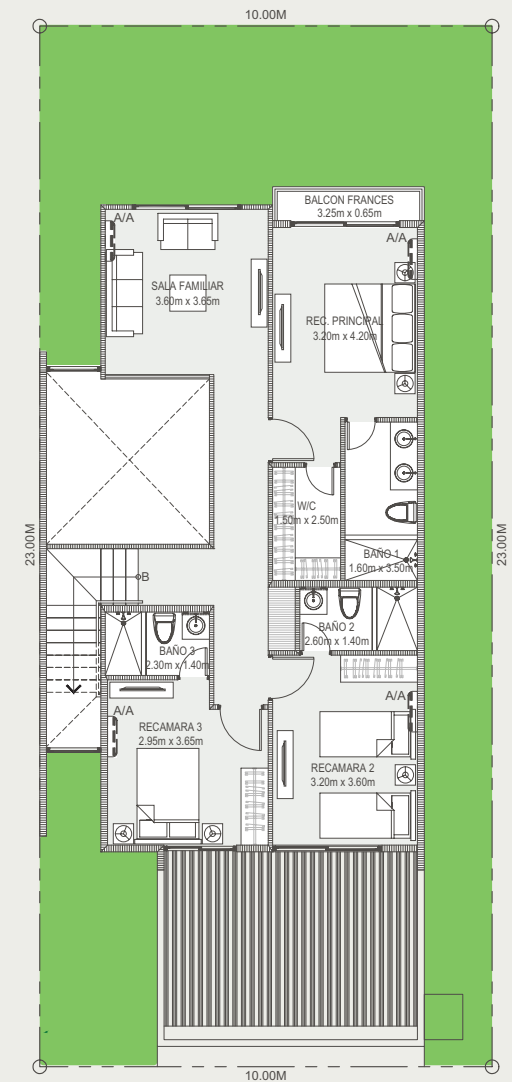 10.00M
BALCON FRANCES
3.25m x 0.65m
A/A
A/A
SALA FAMILIAR
3.60m x 3.65m
REC. PRINCIPAL
3.20m x 4.20m
W/C
1.50m x 2.50m
23.00M
23.00M
BAÑO 1
1.60m x 3.50m
B
BAÑO 2
2.60m x 1.40m
BAÑO 3
2.30m x 1.40m
A/A
A/A
RECAMARA 3
2.95m x 3.65m
RECAMARA 2
3.20m x 3.60m
10.00M